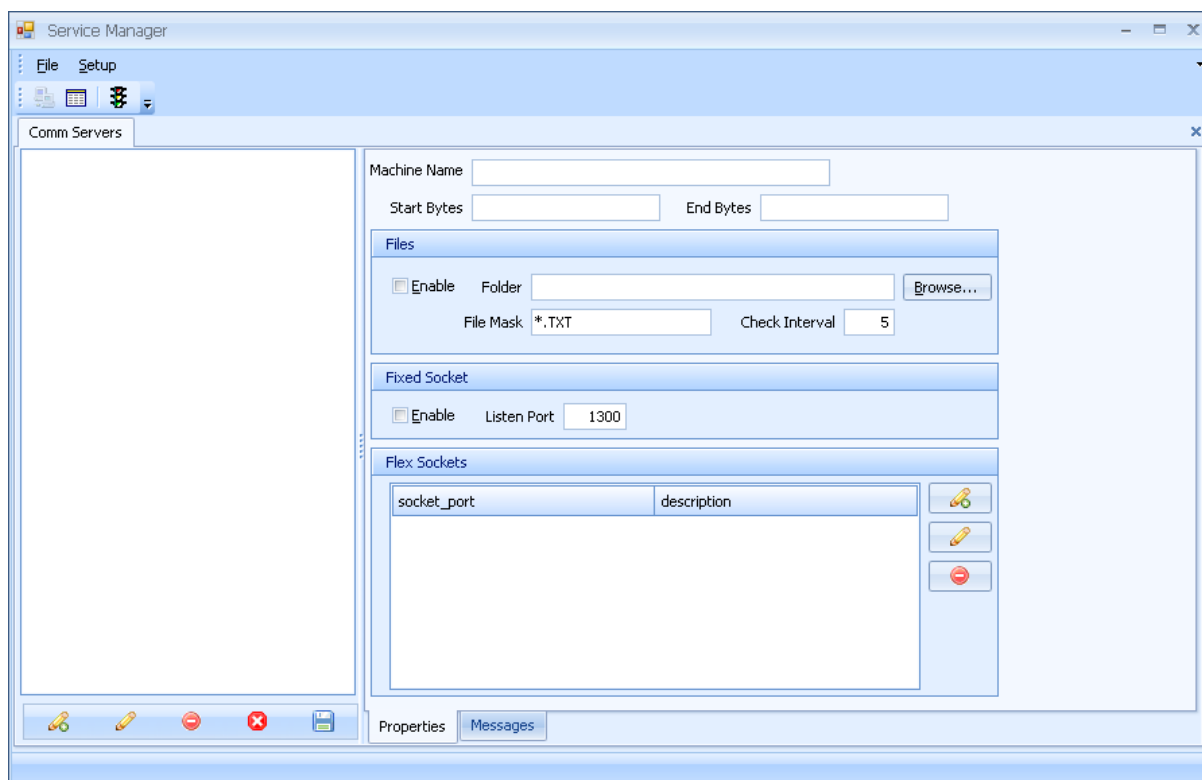 Service Manager
File Setup
Comm Servers
Machine Name
Start Bytes End Bytes
Files
Enable Folder Browse...
File Mask *.TXT Check Interval 5
Fixed Socket
Enable Listen Port 1300
Flex Sockets
socket_port description
Properties Messages